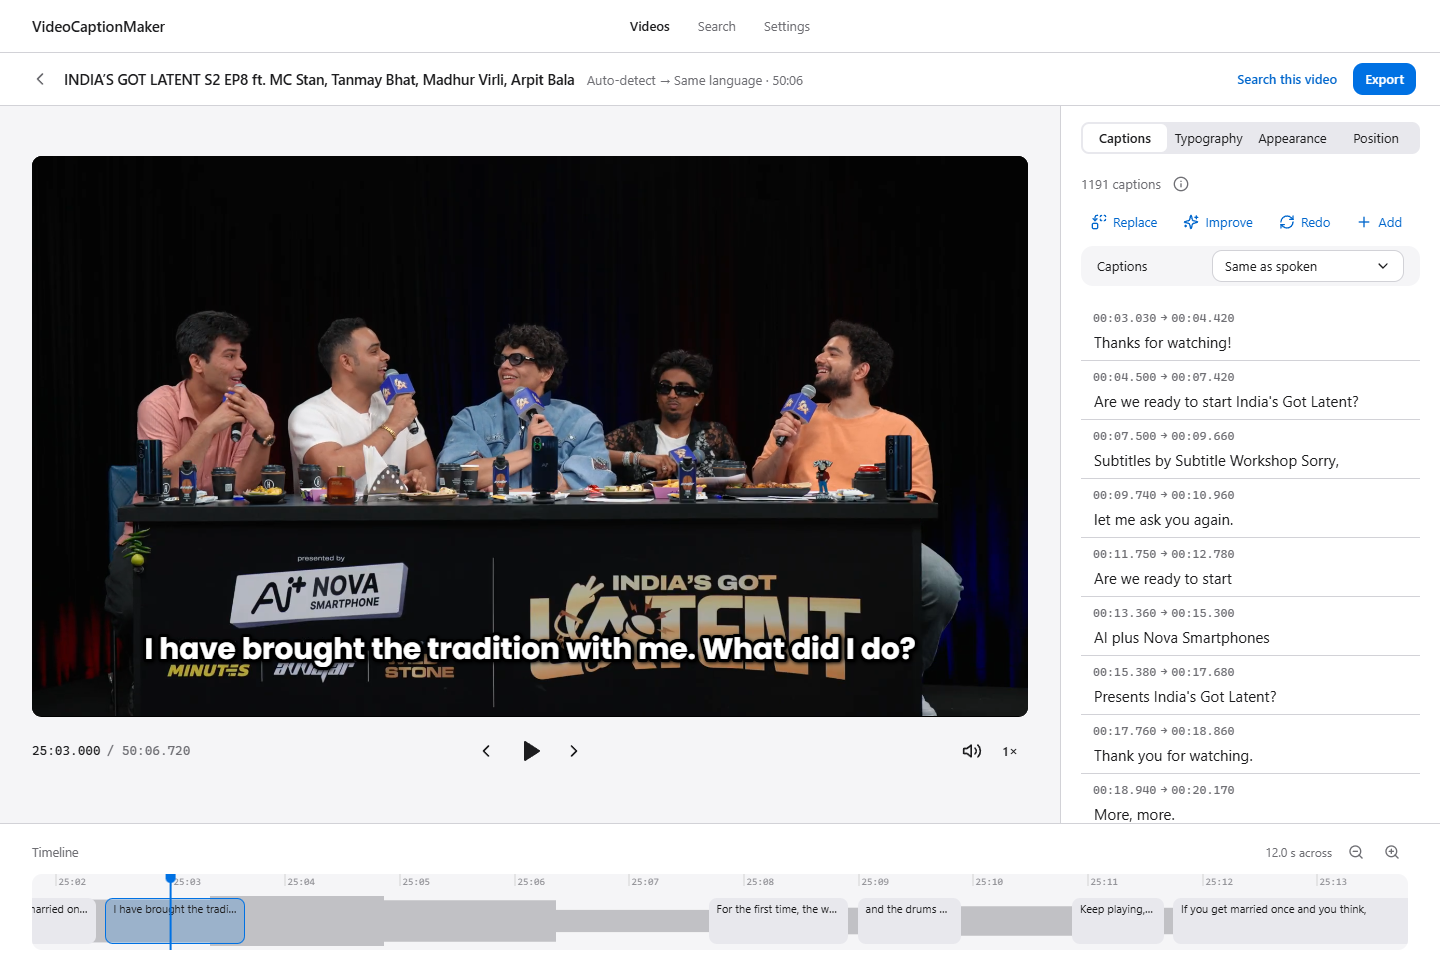 VideoCaptionMaker
Videos
Search
Settings
INDIA'S GOT LATENT S2 EP8 ft. MC Stan, Tanmay Bhat, Madhur Virli, Arpit Bala
Auto-detect → Same language · 50:06
Search this video
Export
presented by
Ai+ NOVA
SMARTPHONE
INDIA'S GOT
LATENT
I have brought the tradition with me. What did I do?
MINUTES
STONE
25:03.000 / 50:06.720
1×
Captions
Typography
Appearance
Position
1191 captions
Replace
Improve
Redo
Add
Captions
Same as spoken
00:03.030 → 00:04.420
Thanks for watching!
00:04.500 → 00:07.420
Are we ready to start India's Got Latent?
00:07.500 → 00:09.660
Subtitles by Subtitle Workshop Sorry,
00:09.740 → 00:10.960
let me ask you again.
00:11.750 → 00:12.780
Are we ready to start
00:13.360 → 00:15.300
AI plus Nova Smartphones
00:15.380 → 00:17.680
Presents India's Got Latent?
00:17.760 → 00:18.860
Thank you for watching.
00:18.940 → 00:20.170
More, more.
Timeline
12.0 s across
25:02
25:03
25:04
25:05
25:06
25:07
25:08
25:09
25:10
25:11
25:12
25:13
arried on...
I have brought the tradi...
For the first time, the w...
and the drums ...
Keep playing,...
If you get married once and you think,